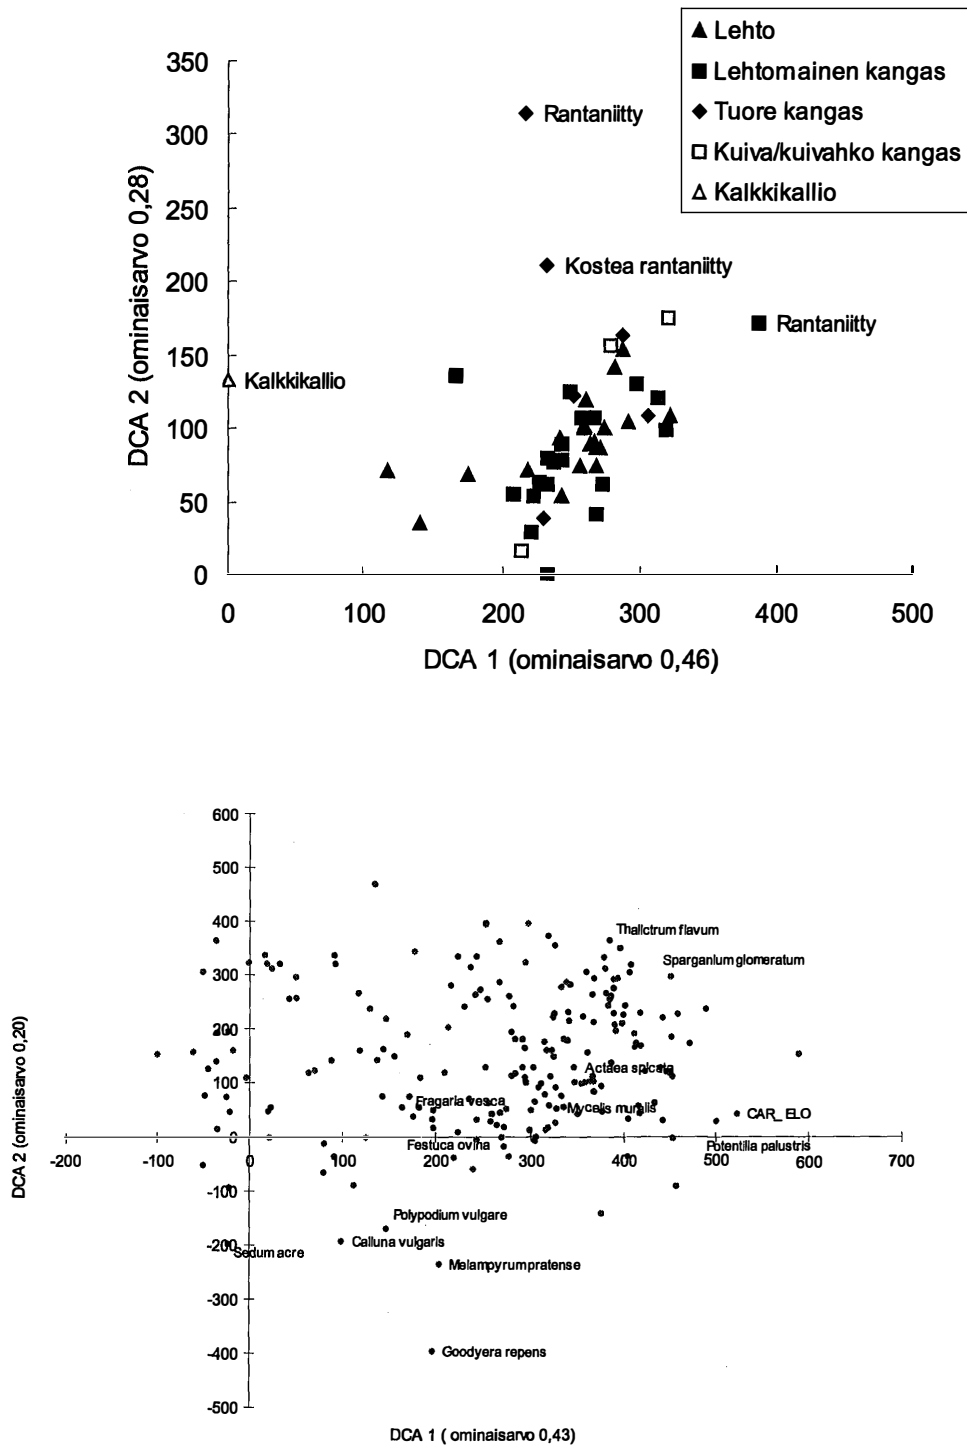 Lehto
Lehtomainen kangas
Tuore kangas
Kuiva/kuivahko kangas
Kalkkikallio
350
300
250
200
150
100
50
0
DCA 2 (ominaisarvo 0,28)
Rantaniitty
Kostea rantaniitty
Rantaniitty
Kalkkikallio
0 100 200 300 400 500
DCA 1 (ominaisarvo 0,46)
600
500
400
300
200
100
0
-100
-200
-300
-400
-500
DCA 2 (ominaisarvo 0,20)
Thalictrum flavum
Sparganium glomeratum
Actaea spicata
Fragaria vesca
Mycelis muralis
CAR_ELO
Festuca ovina
Potentilla palustris
-200 -100 0 100 200 300 400 500 600 700
Polypodium vulgare
Calluna vulgaris
Sedum acre
Melampyrum pratense
Goodyera repens
DCA 1 ( ominaisarvo 0,43)